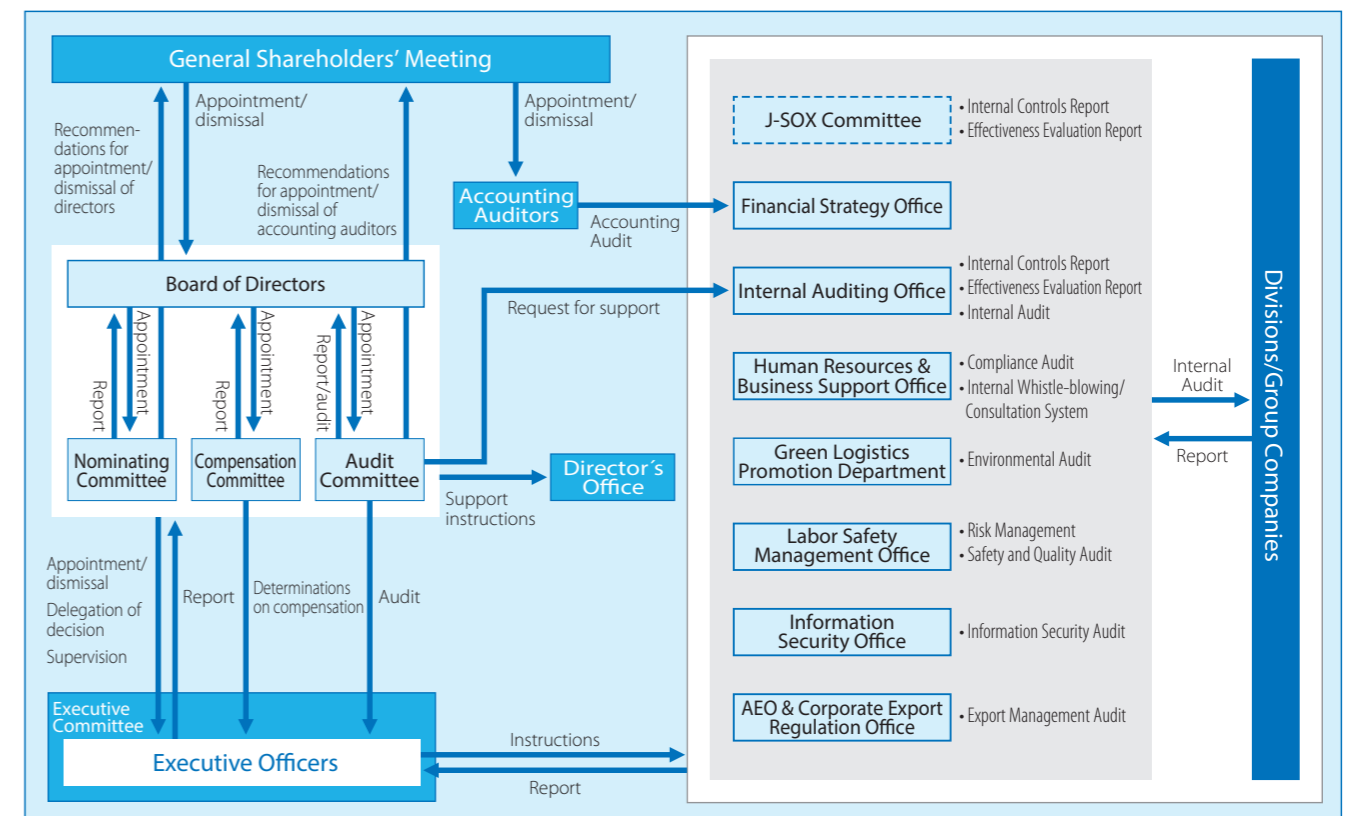 General Shareholders’ Meeting
Appointment/
dismissal
Recommen-
dations for
appointment/
dismissal of
directors
Recommendations
for appointment/
dismissal of
accounting auditors
Appointment/
dismissal
Accounting
Auditors
Accounting
Audit
Board of Directors
Report
Appointment
Report
Appointment
Report/audit
Appointment
Request for support
Nominating
Committee
Compensation
Committee
Audit
Committee
Support
instructions
Director´s
Office
Appointment/
dismissal
Delegation of
decision
Supervision
Report
Determinations
on compensation
Audit
Executive
Committee
Executive Officers
Instructions
Report
J-SOX Committee
• Internal Controls Report
• Effectiveness Evaluation Report
Financial Strategy Office
Internal Auditing Office
• Internal Controls Report
• Effectiveness Evaluation Report
• Internal Audit
Human Resources &
Business Support Office
• Compliance Audit
• Internal Whistle-blowing/
Consultation System
Green Logistics
Promotion Department
• Environmental Audit
Labor Safety
Management Office
• Risk Management
• Safety and Quality Audit
Information
Security Office
• Information Security Audit
AEO & Corporate Export
Regulation Office
• Export Management Audit
Internal
Audit
Report
Divisions/Group Companies